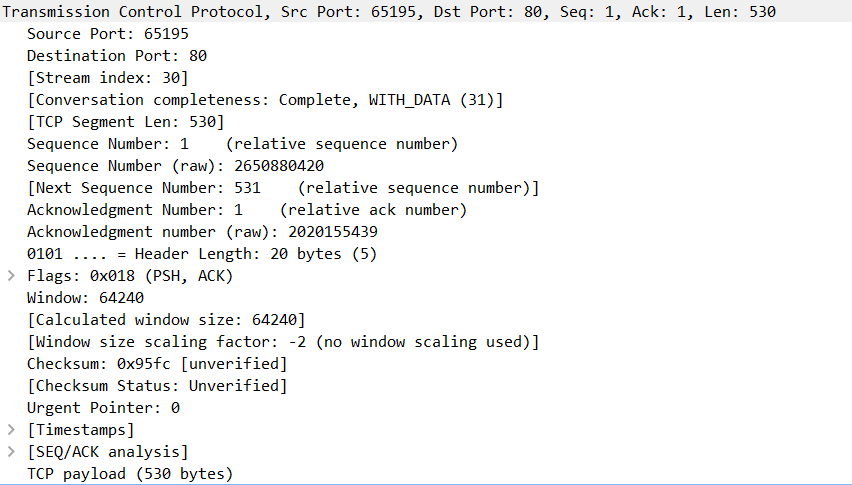 Transmission Control Protocol, Src Port: 65195, Dst Port: 80, Seq: 1, Ack: 1, Len: 530
Source Port: 65195
Destination Port: 80
[Stream index: 30]
[Conversation completeness: Complete, WITH_DATA (31)]
[TCP Segment Len: 530]
Sequence Number: 1    (relative sequence number)
Sequence Number (raw): 2650880420
[Next Sequence Number: 531    (relative sequence number)]
Acknowledgment Number: 1    (relative ack number)
Acknowledgment number (raw): 2020155439
0101 .... = Header Length: 20 bytes (5)
Flags: 0x018 (PSH, ACK)
Window: 64240
[Calculated window size: 64240]
[Window size scaling factor: -2 (no window scaling used)]
Checksum: 0x95fc [unverified]
[Checksum Status: Unverified]
Urgent Pointer: 0
[Timestamps]
[SEQ/ACK analysis]
TCP payload (530 bytes)